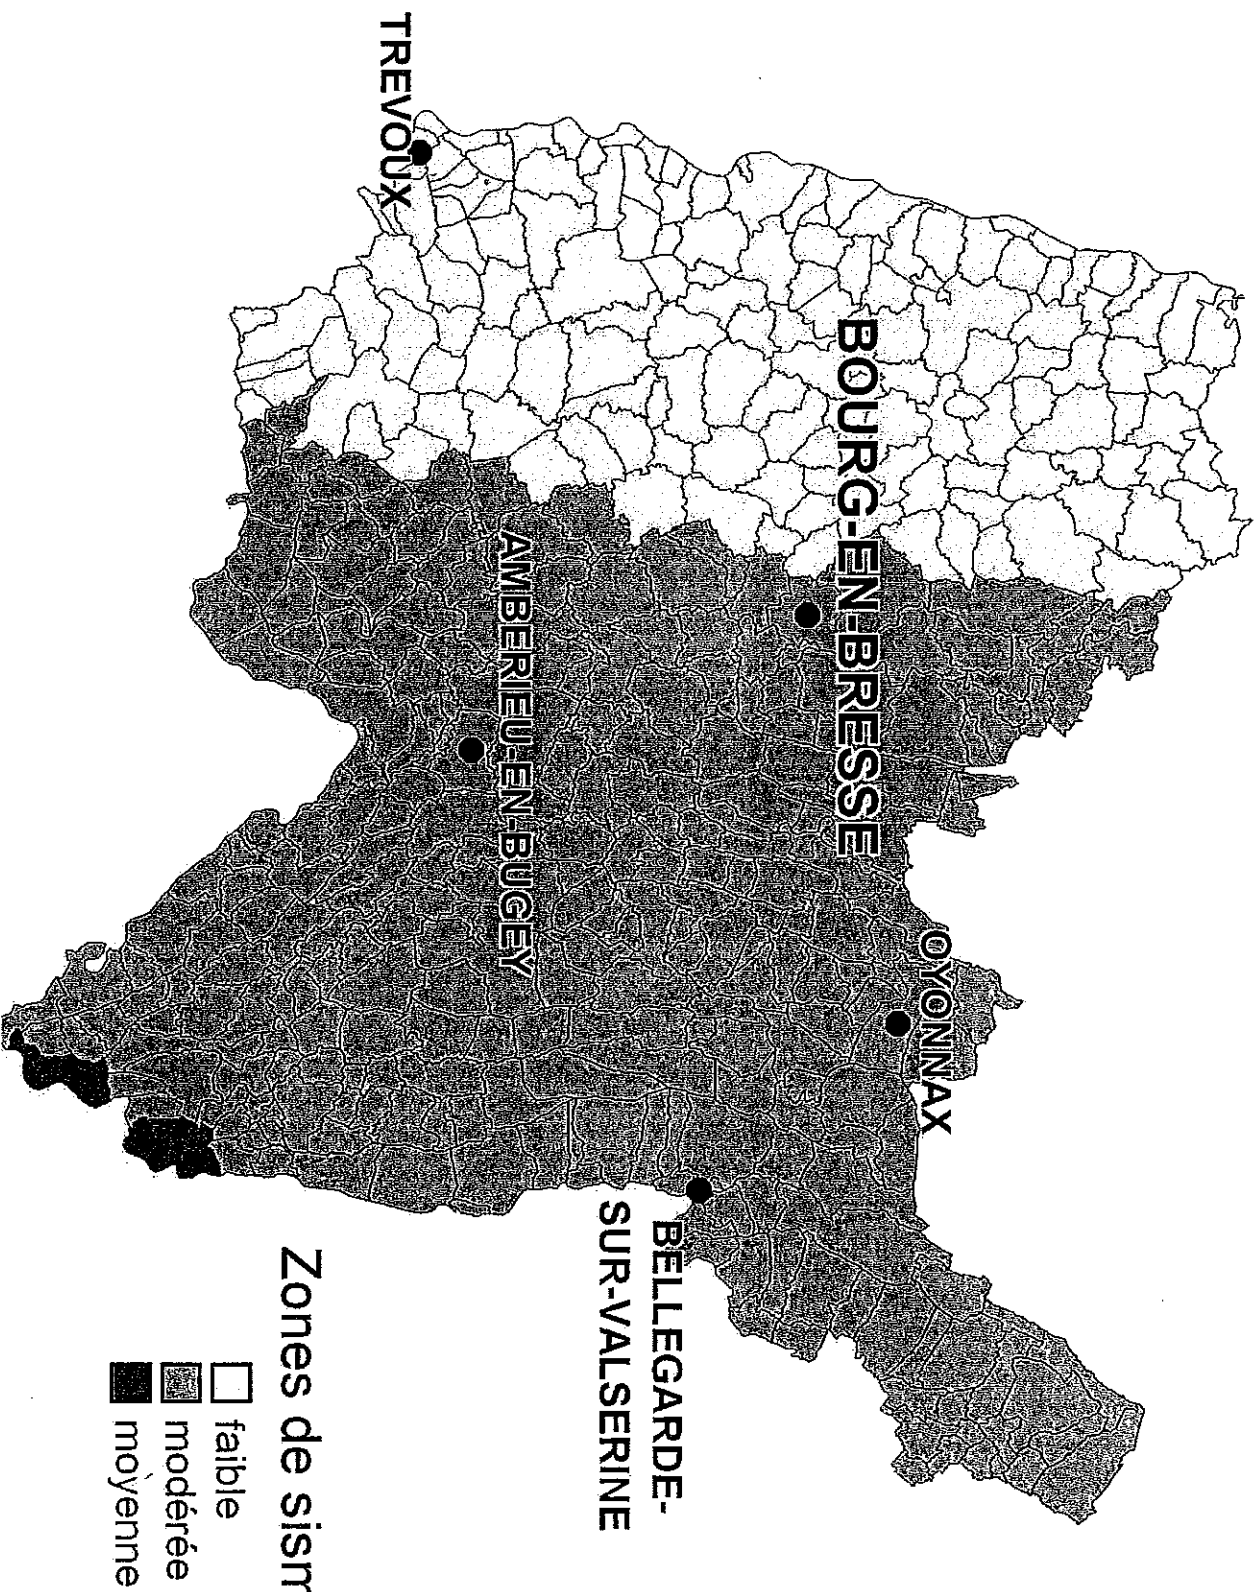 OYONNAX
BOURG-EN-BRESSE
BELLEGARDE-
SUR-VALSERINE
AMBERIEU-EN-BUGEY
TREVOUX
Zones de sism
faible
modérée
moyenne